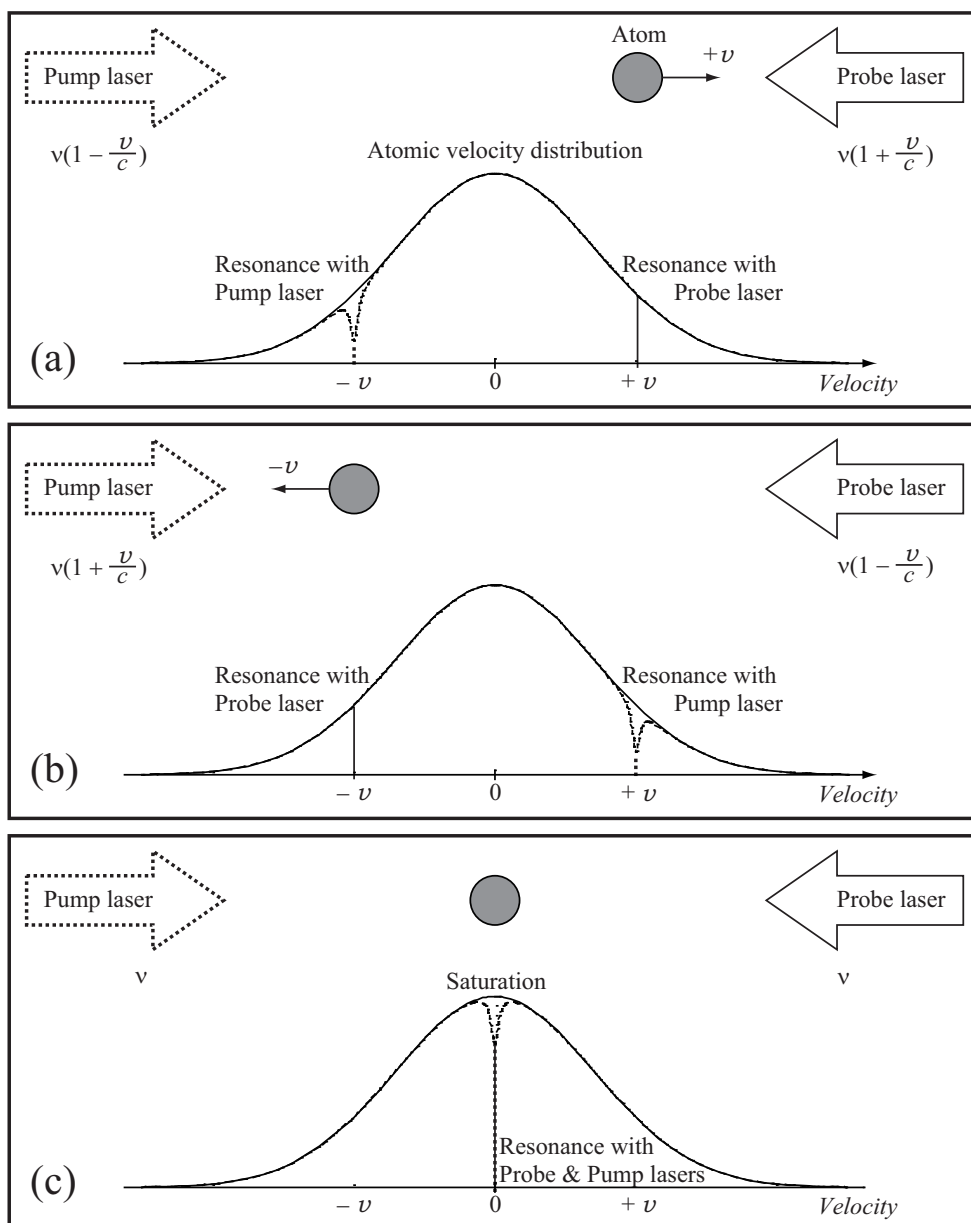 Atom
+v
Pump laser
Probe laser
ν(1 − v/c)
ν(1 + v/c)
Atomic velocity distribution
Resonance with
Pump laser
Resonance with
Probe laser
(a)
− v
0
+ v
Velocity
−v
Pump laser
Probe laser
ν(1 + v/c)
ν(1 − v/c)
Resonance with
Probe laser
Resonance with
Pump laser
(b)
− v
0
+ v
Velocity
Pump laser
Probe laser
ν
ν
Saturation
Resonance with
Probe & Pump lasers
(c)
− v
0
+ v
Velocity